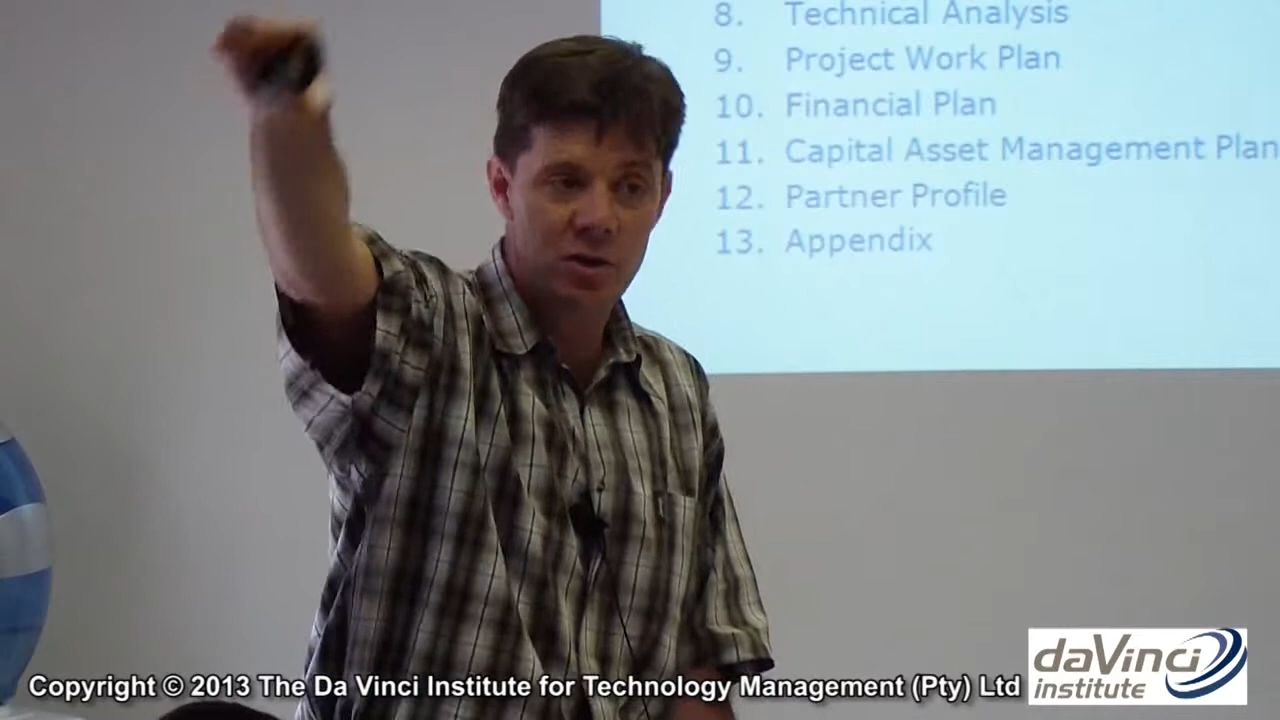 8. Technical Analysis
9. Project Work Plan
10. Financial Plan
11. Capital Asset Management Plan
12. Partner Profile
13. Appendix
Copyright © 2013 The Da Vinci Institute for Technology Management (Pty) Ltd
daVinci
institute